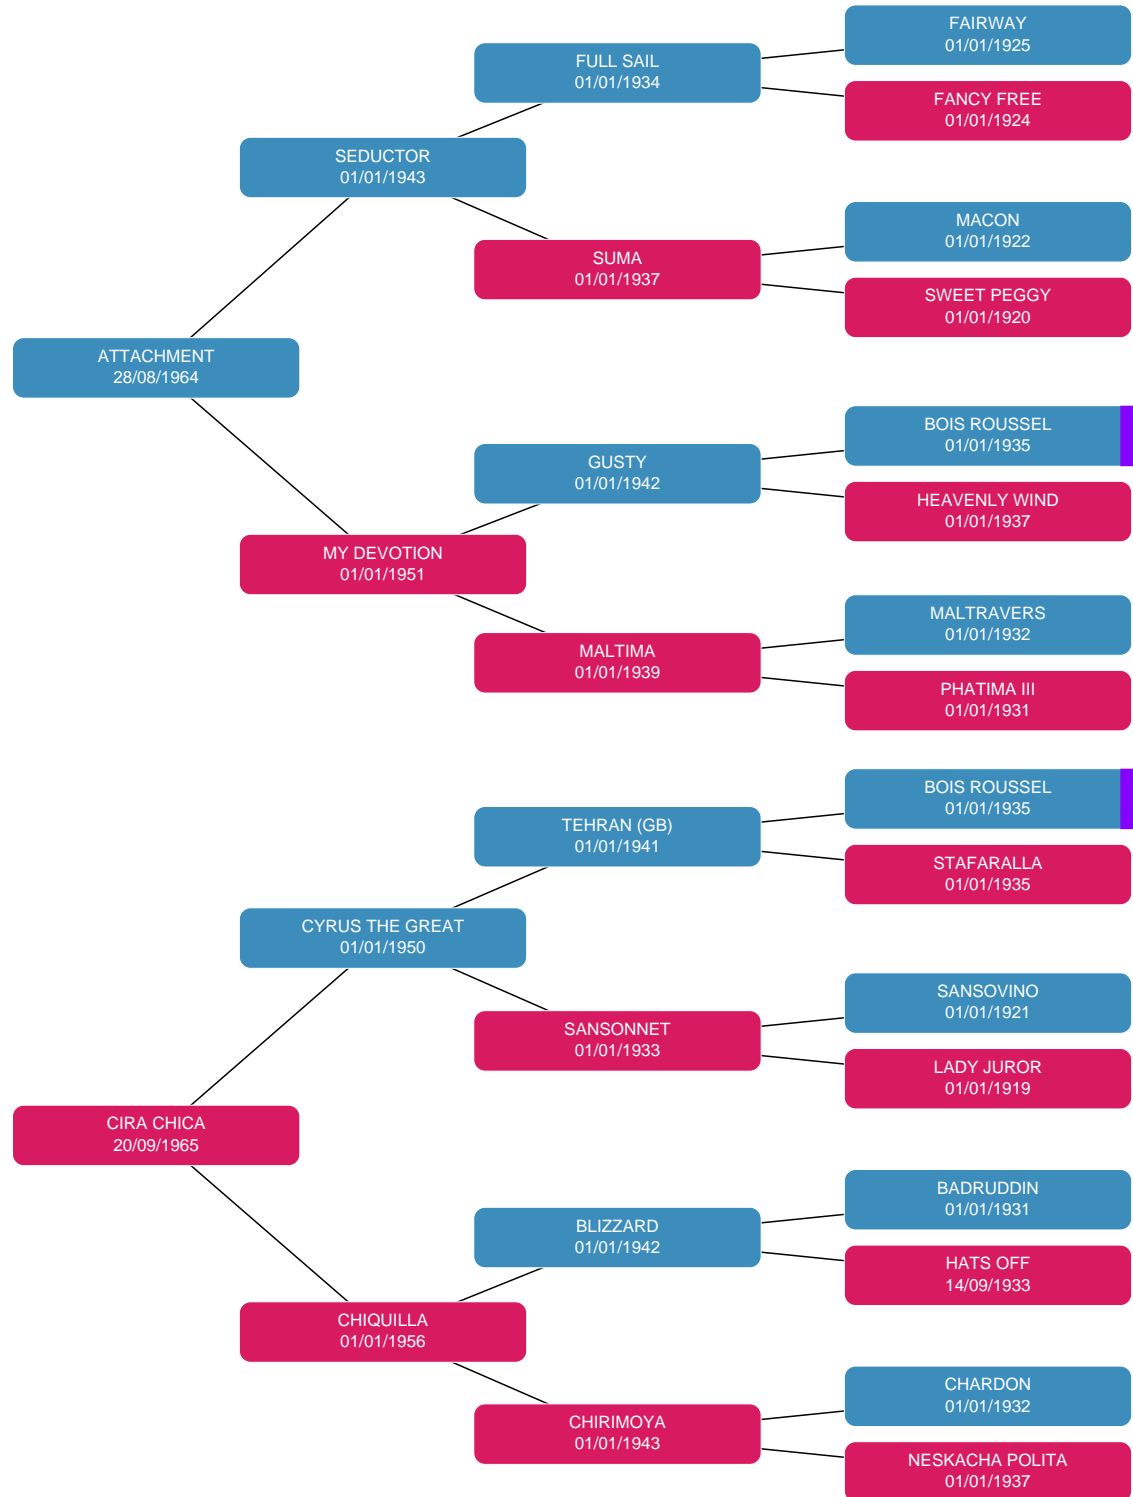 FAIRWAY
01/01/1925
FULL SAIL
01/01/1934
FANCY FREE
01/01/1924
SEDUCTOR
01/01/1943
MACON
01/01/1922
SUMA
01/01/1937
SWEET PEGGY
01/01/1920
ATTACHMENT
28/08/1964
BOIS ROUSSEL
01/01/1935
GUSTY
01/01/1942
HEAVENLY WIND
01/01/1937
MY DEVOTION
01/01/1951
MALTRAVERS
01/01/1932
MALTIMA
01/01/1939
PHATIMA III
01/01/1931
BOIS ROUSSEL
01/01/1935
TEHRAN (GB)
01/01/1941
STAFARALLA
01/01/1935
CYRUS THE GREAT
01/01/1950
SANSOVINO
01/01/1921
SANSONNET
01/01/1933
LADY JUROR
01/01/1919
CIRA CHICA
20/09/1965
BADRUDDIN
01/01/1931
BLIZZARD
01/01/1942
HATS OFF
14/09/1933
CHIQUILLA
01/01/1956
CHARDON
01/01/1932
CHIRIMOYA
01/01/1943
NESKACHA POLITA
01/01/1937